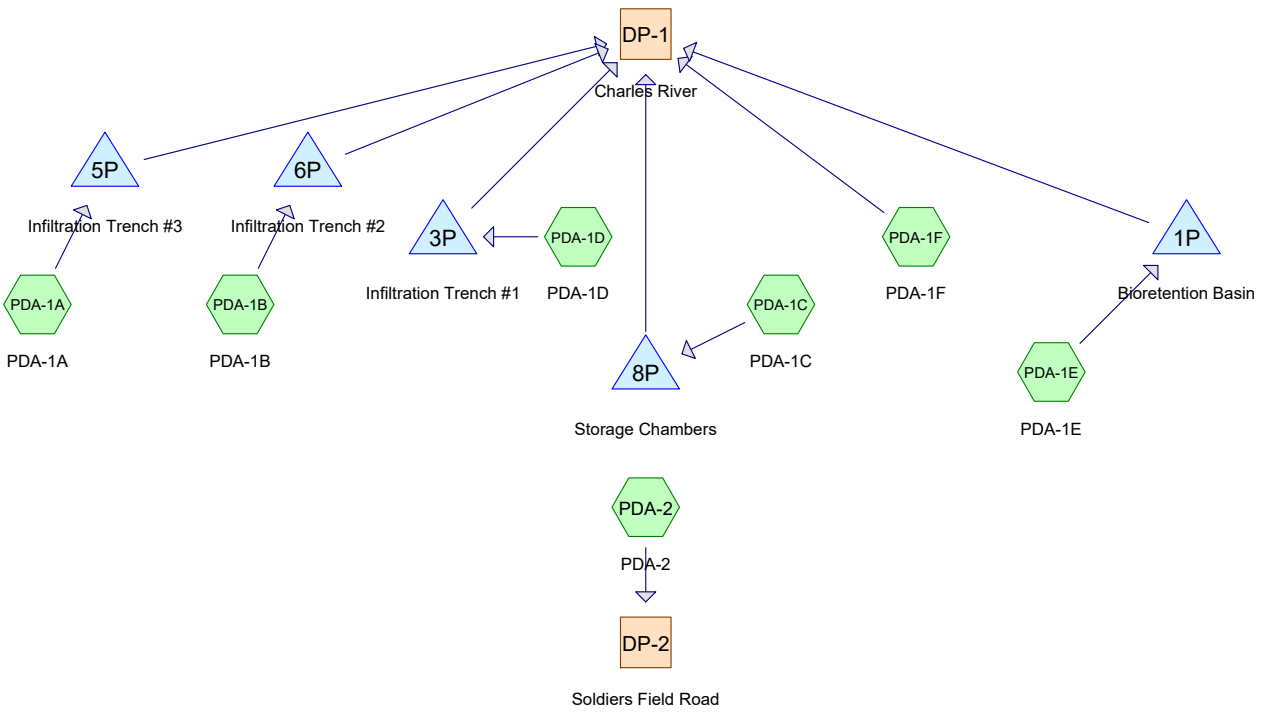 DP-1
Charles River
5P
6P
Infiltration Trench #3
Infiltration Trench #2
3P
PDA-1D
PDA-1F
1P
Infiltration Trench #1
PDA-1D
PDA-1F
Bioretention Basin
PDA-1A
PDA-1B
PDA-1C
PDA-1A
PDA-1B
PDA-1C
8P
PDA-1E
Storage Chambers
PDA-1E
PDA-2
PDA-2
DP-2
Soldiers Field Road